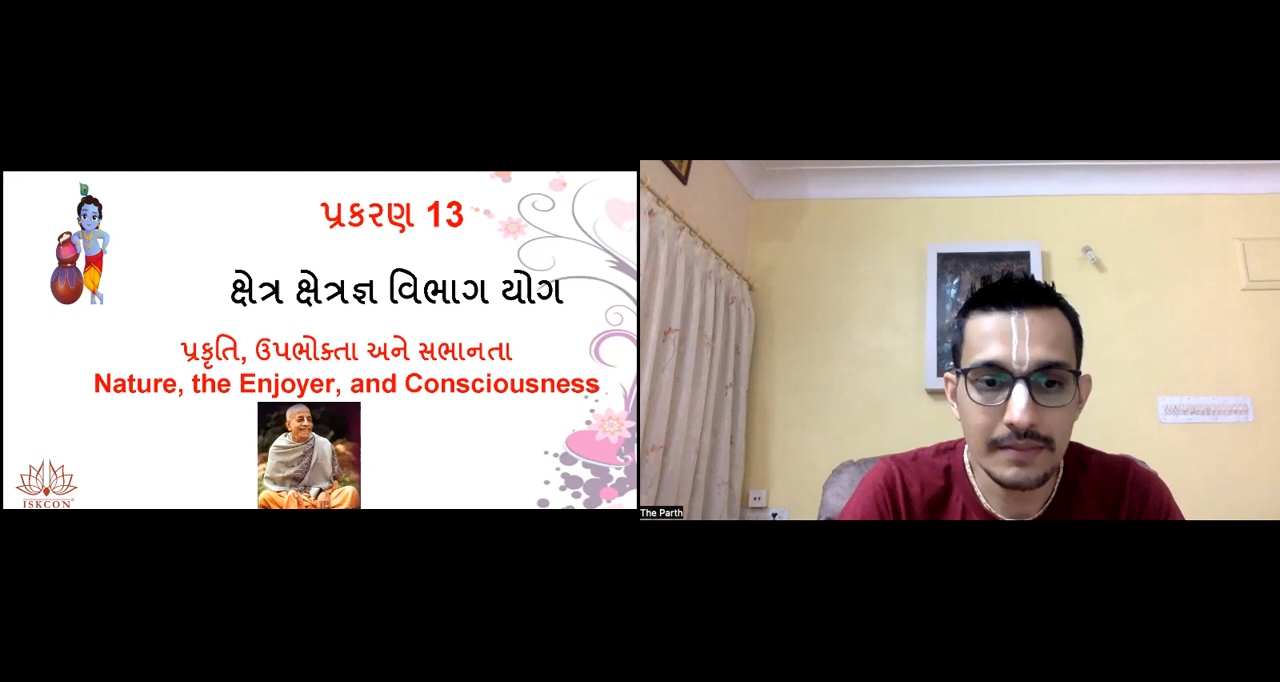 પ્રકરણ 13
ક્ષેત્ર ક્ષેત્રજ્ઞ વિભાગ યોગ
પ્રકૃતિ, ઉપભોક્તા અને સભાનતા
Nature, the Enjoyer, and Consciousness
ISKCON
The Parth